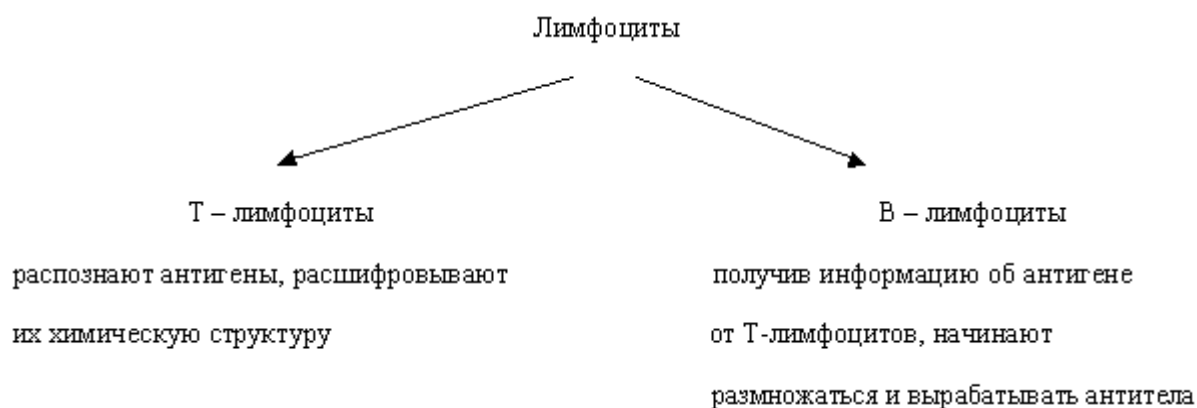 Лимфоциты
Т – лимфоциты
распознают антигены, расшифровывают
их химическую структуру
В – лимфоциты
получив информацию об антигене
от Т-лимфоцитов, начинают
размножаться и вырабатывать антитела